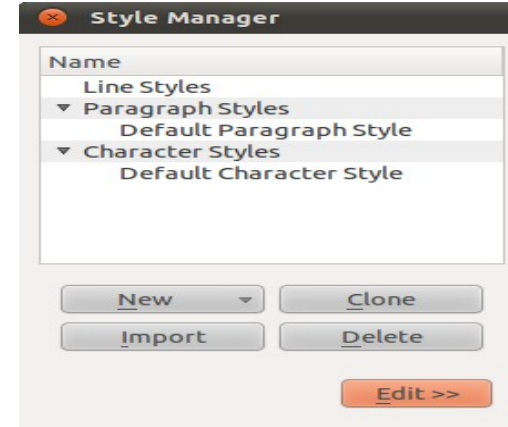 Style Manager
Name
Line Styles
Paragraph Styles
Default Paragraph Style
Character Styles
Default Character Style
New Clone
Import Delete
Edit >>